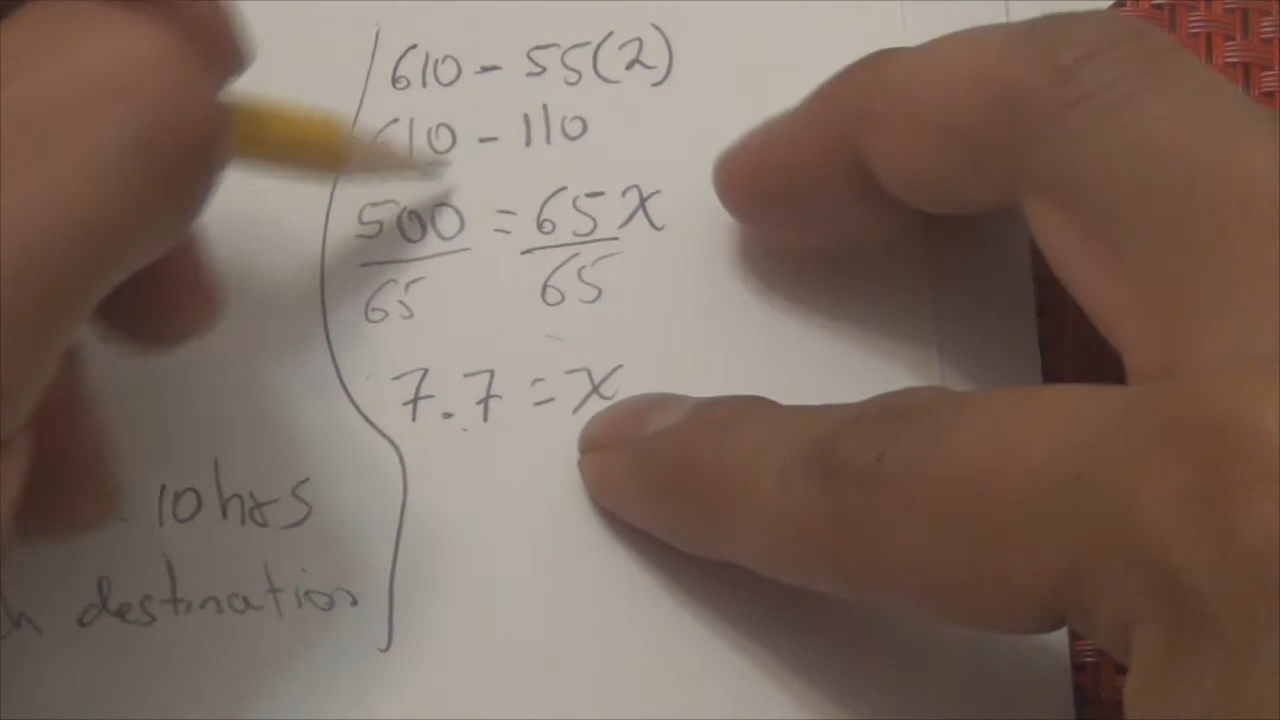 610 - 55(2)
610 - 110
500 = 65x
65 65
7.7 = x
10 hrs
destination